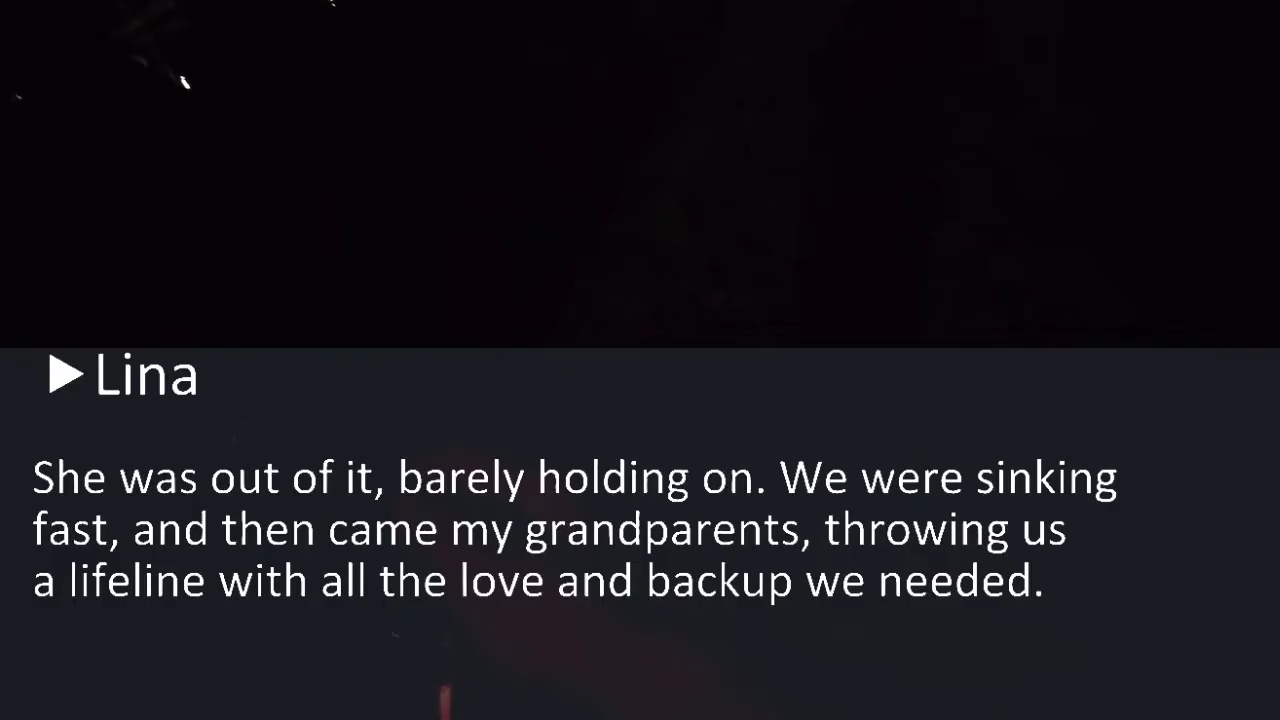 ▶Lina
She was out of it, barely holding on. We were sinking
fast, and then came my grandparents, throwing us
a lifeline with all the love and backup we needed.